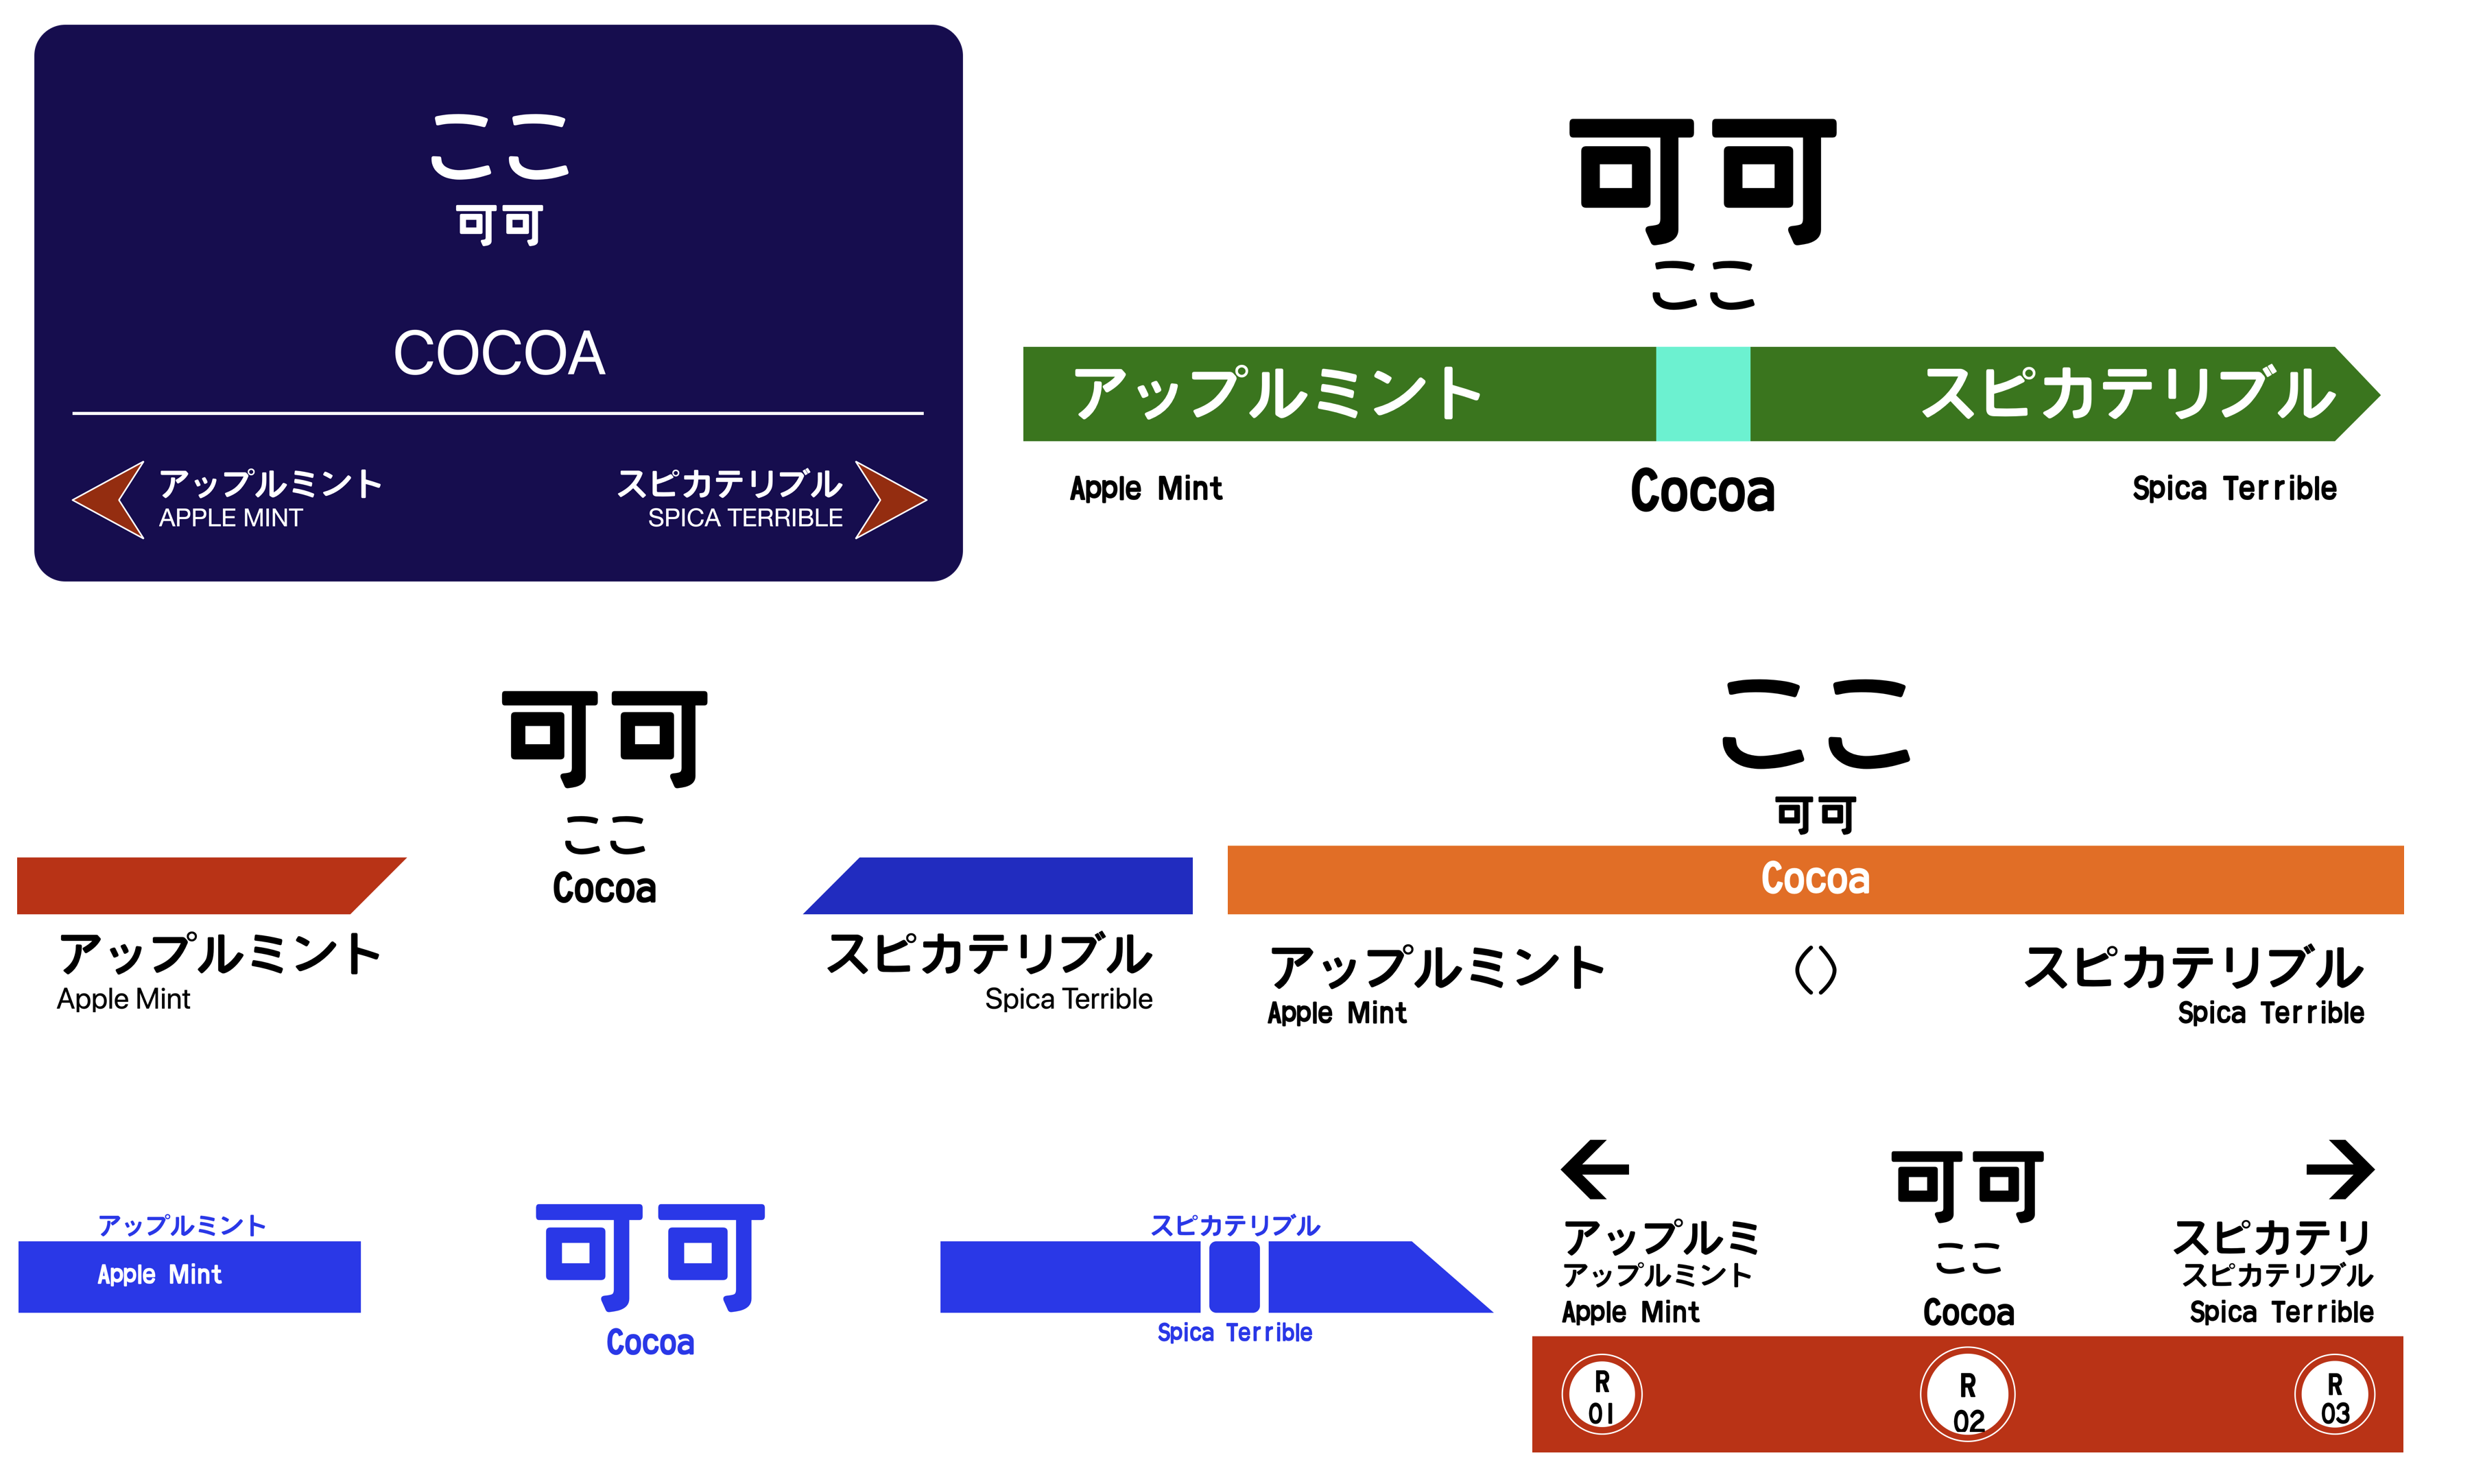 ここ
可可
COCOA
アップルミント
APPLE MINT
スピカテリブル
SPICA TERRIBLE
可可
ここ
アップルミント
スピカテリブル
Apple Mint
Cocoa
Spica Terrible
可可
ここ
Cocoa
アップルミント
Apple Mint
スピカテリブル
Spica Terrible
ここ
可可
Cocoa
アップルミント
Apple Mint
スピカテリブル
Spica Terrible
アップルミント
Apple Mint
可可
Cocoa
スピカテリブル
Spica Terrible
アップルミ
アップルミント
Apple Mint
可可
ここ
Cocoa
スピカテリ
スピカテリブル
Spica Terrible
R
01
R
02
R
03